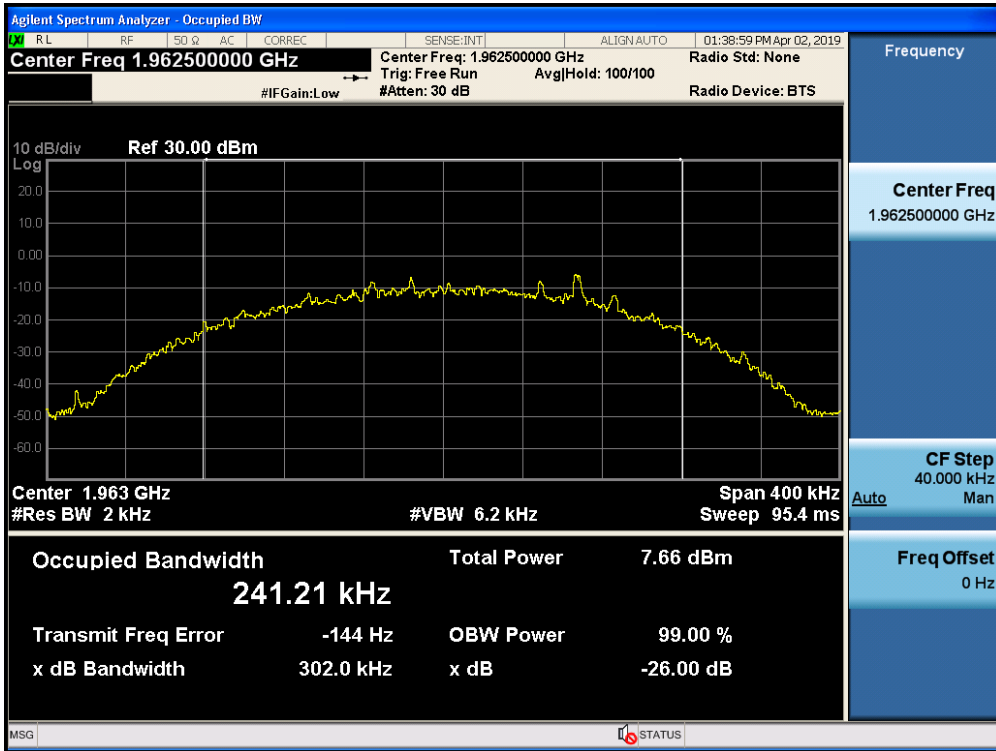 Agilent Spectrum Analyzer - Occupied BW
LXI RL RF 50 Ω AC CORREC SENSE:INT ALIGN AUTO 01:38:59 PM Apr 02, 2019
Center Freq 1.962500000 GHz
Center Freq: 1.962500000 GHz Radio Std: None
Trig: Free Run Avg|Hold: 100/100
#IFGain:Low #Atten: 30 dB Radio Device: BTS
10 dB/div Ref 30.00 dBm
Log
20.0
10.0
0.00
-10.0
-20.0
-30.0
-40.0
-50.0
-60.0
Center 1.963 GHz Span 400 kHz
#Res BW 2 kHz #VBW 6.2 kHz Sweep 95.4 ms
Occupied Bandwidth Total Power 7.66 dBm
241.21 kHz
Transmit Freq Error -144 Hz OBW Power 99.00 %
x dB Bandwidth 302.0 kHz x dB -26.00 dB
MSG STATUS
Frequency
Center Freq
1.962500000 GHz
CF Step
40.000 kHz
Auto Man
Freq Offset
0 Hz